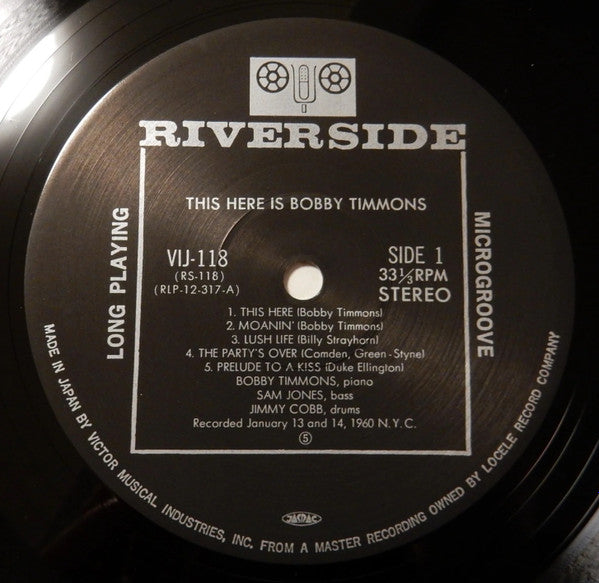 RIVERSIDE
THIS HERE IS BOBBY TIMMONS
LONG PLAYING
MICROGROOVE
VIJ-118
(RS-118)
(RLP-12-317-A)
SIDE 1
33⅓RPM
STEREO
1. THIS HERE (Bobby Timmons)
2. MOANIN' (Bobby Timmons)
3. LUSH LIFE (Billy Strayhorn)
4. THE PARTY'S OVER (Comden, Green-Styne)
5. PRELUDE TO A KISS (Duke Ellington)
BOBBY TIMMONS, piano
SAM JONES, bass
JIMMY COBB, drums
Recorded January 13 and 14, 1960 N.Y.C.
⑤
JASRAC
MADE IN JAPAN BY VICTOR MUSICAL INDUSTRIES, INC. FROM A MASTER RECORDING OWNED BY LOCELE RECORD COMPANY